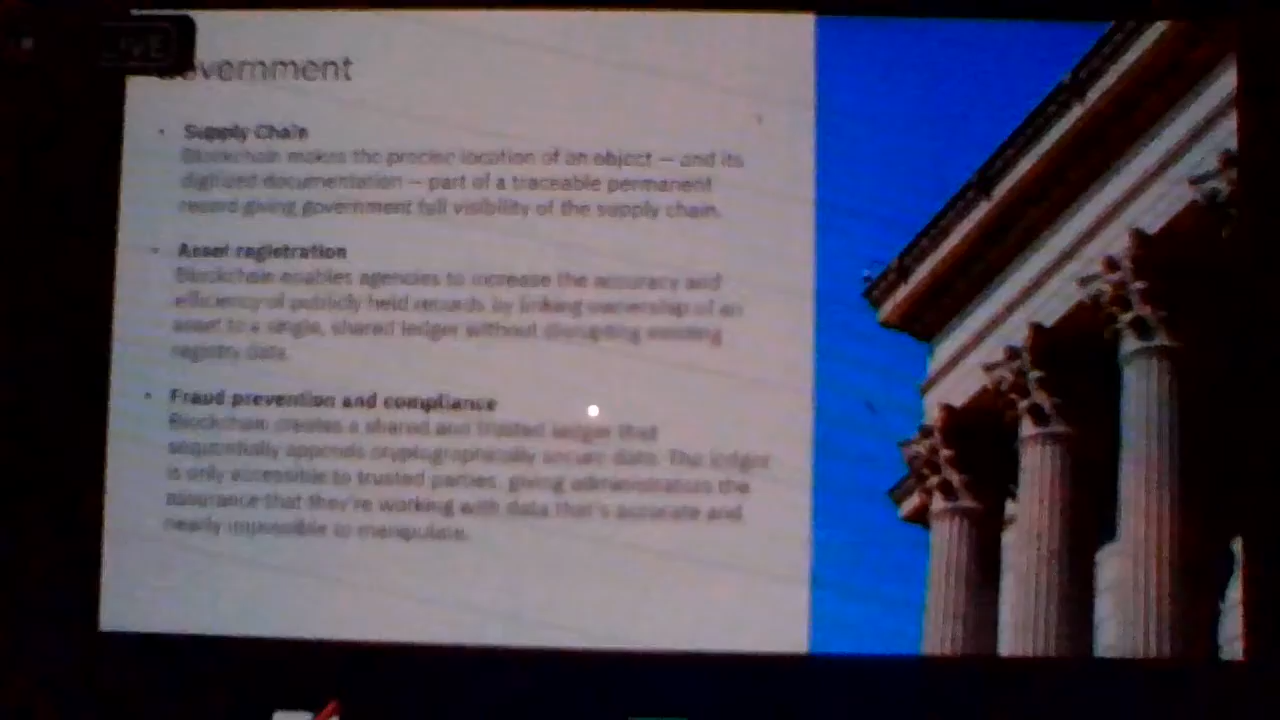 LIVE
Government
• Supply Chain
Blockchain makes the precise location of an object — and its
digitized documentation — part of a traceable permanent
record giving government full visibility of the supply chain.
• Asset registration
Blockchain enables agencies to increase the accuracy and
efficiency of publicly held records by linking ownership of an
asset to a single, shared ledger without disrupting existing
registry data.
• Fraud prevention and compliance
Blockchain creates a shared and trusted ledger that
sequentially appends cryptographically secure data. The ledger
is only accessible to trusted parties, giving administrators the
assurance that they're working with data that's accurate and
nearly impossible to manipulate.